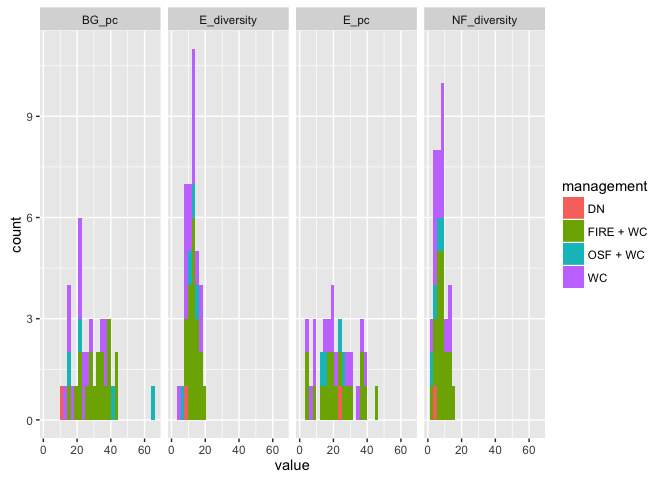 BG_pc E_diversity E_pc NF_diversity
9
6
3
0
count
0 20 40 60 0 20 40 60 0 20 40 60 0 20 40 60
value
management
DN
FIRE + WC
OSF + WC
WC